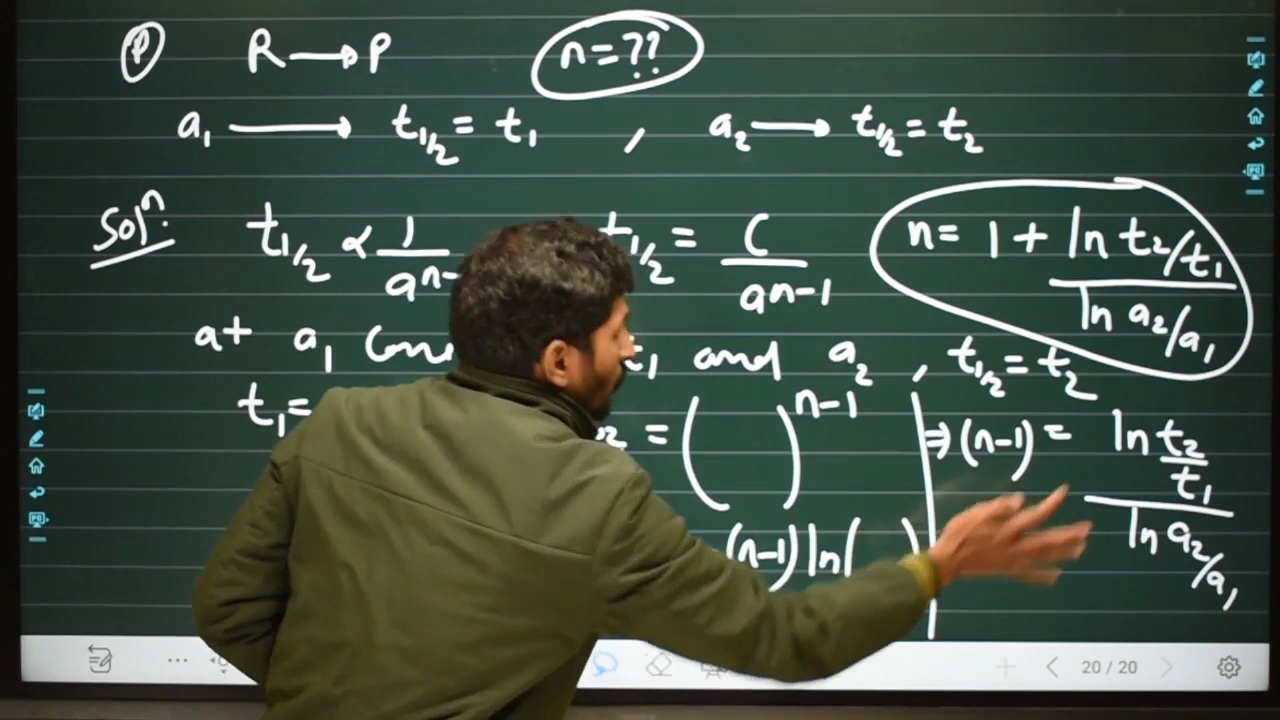 (P) R → P n = ??
a₁ → t₁/₂ = t₁ , a₂ → t₁/₂ = t₂
Solⁿ. t₁/₂ ∝ 1/aⁿ⁻ t₁/₂ = C/aⁿ⁻¹
n = 1 + ln t₂/t₁ / ln a₂/a₁
at a₁ t₁ and a₂ , t₁/₂ = t₂
t₁ = = ( )ⁿ⁻¹
⇒ (n-1) = ln t₂/t₁ / ln a₂/a₁
(n-1) ln ( )
20 / 20